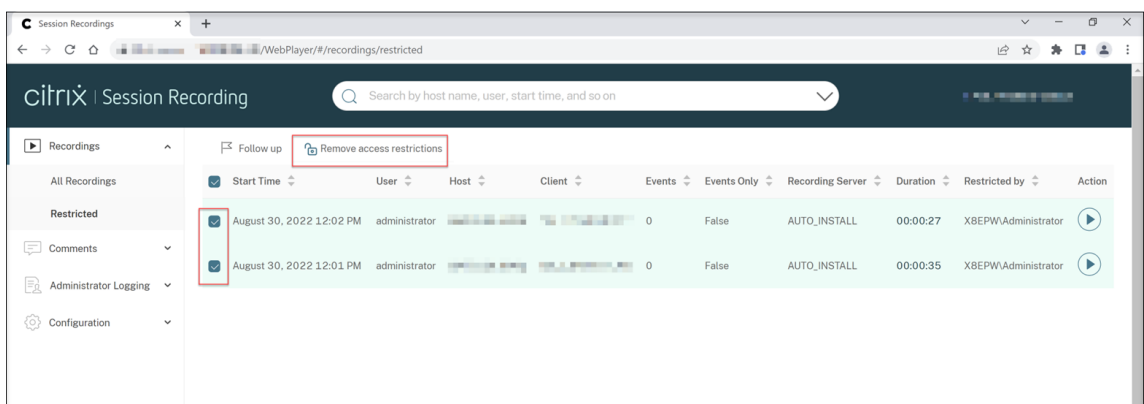 Session Recordings
/WebPlayer/#/recordings/restricted
citrix | Session Recording
Search by host name, user, start time, and so on
Recordings
All Recordings
Restricted
Comments
Administrator Logging
Configuration
Follow up Remove access restrictions
Start Time User Host Client Events Events Only Recording Server Duration Restricted by Action
August 30, 2022 12:02 PM administrator 0 False AUTO_INSTALL 00:00:27 X8EPW\Administrator
August 30, 2022 12:01 PM administrator 0 False AUTO_INSTALL 00:00:35 X8EPW\Administrator